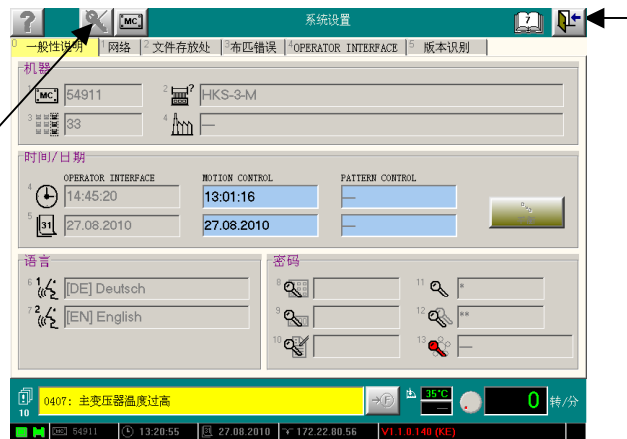 ? MC 系统设置 7
0 一般性说明 1 网络 2 文件存放处 3 布匹错误 4 OPERATOR INTERFACE 5 版本识别
机器
1 MC 54911 2 ? HKS-3-M
3 33 4 —
时间/日期
OPERATOR INTERFACE MOTION CONTROL PATTERN CONTROL
4 14:45:20 13:01:16 —
5 31 27.08.2010 27.08.2010 —
语言 密码
6 1 [DE] Deutsch 8 11 *
7 2 [EN] English 9 12 **
10 13 —
10 0407: 主变压器温度过高 F 35°C — 0 转/分
MC 54911 13:20:55 27.08.2010 172.22.80.56 V1.1.0.140 (KE)